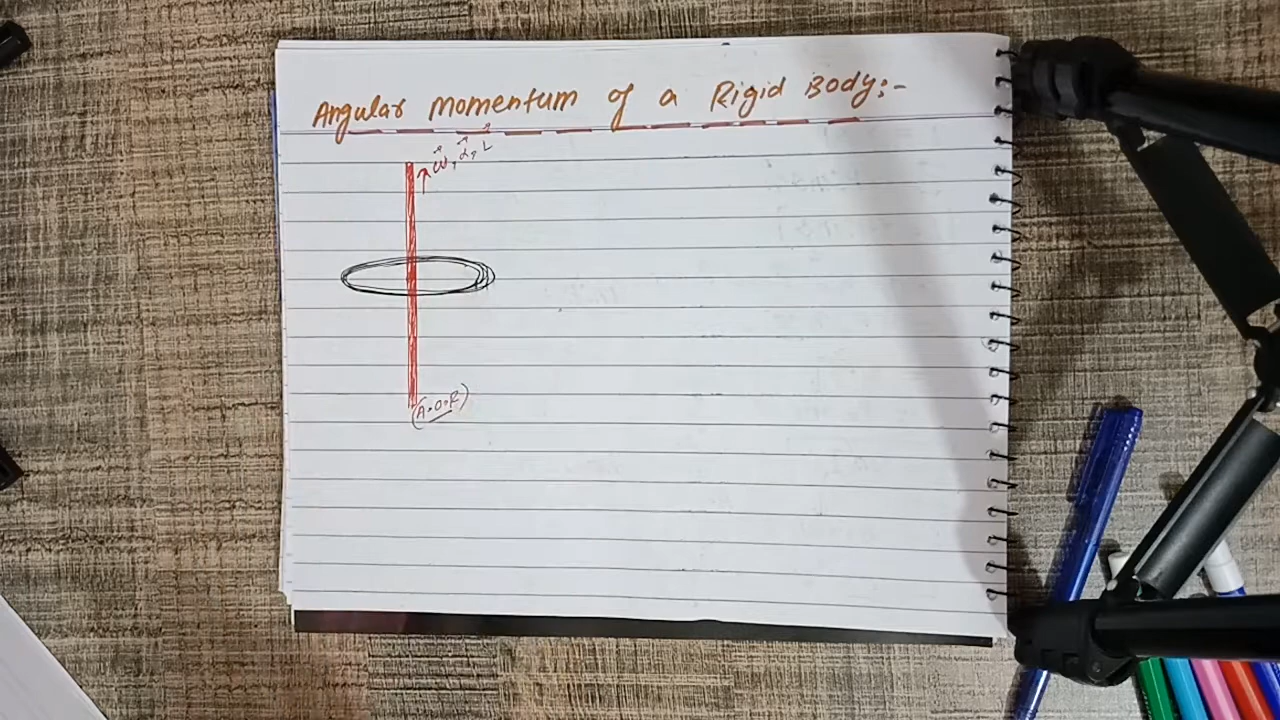 Angular Momentum of a Rigid Body:-
ω⃗, α⃗, L⃗
(A.O.R)